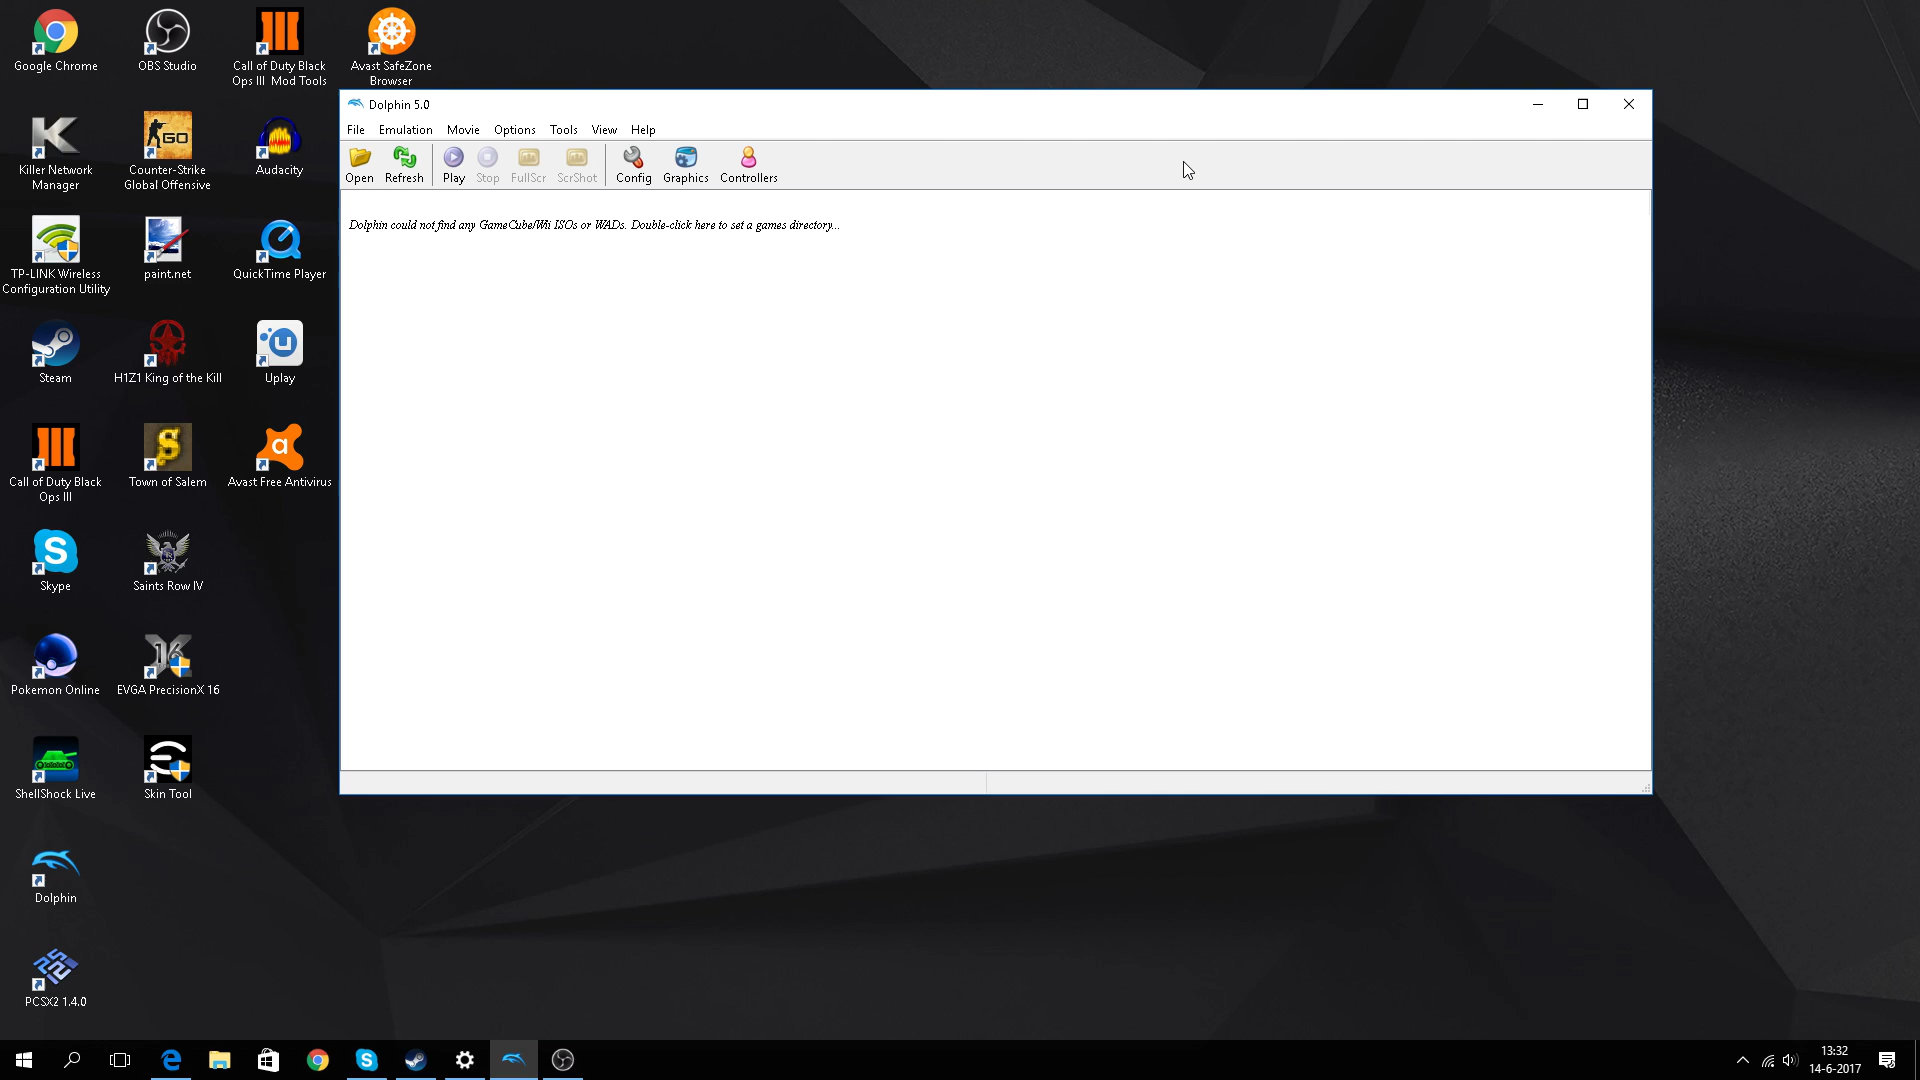 Google Chrome
OBS Studio
Call of Duty Black
Ops III Mod Tools
Avast SafeZone
Browser
Killer Network
Manager
GO
Counter-Strike
Global Offensive
Audacity
TP-LINK Wireless
Configuration Utility
paint.net
QuickTime Player
Steam
H1Z1 King of the Kill
u
Uplay
Call of Duty Black
Ops III
Town of Salem
a
Avast Free Antivirus
S
Skype
Saints Row IV
Pokemon Online
16
EVGA PrecisionX 16
ShellShock Live
Skin Tool
Dolphin
PCSX2 1.4.0
Dolphin 5.0
File Emulation Movie Options Tools View Help
Open Refresh Play Stop FullScr ScrShot Config Graphics Controllers
Dolphin could not find any GameCube/Wii ISOs or WADs. Double-click here to set a games directory...
13:32
14-6-2017